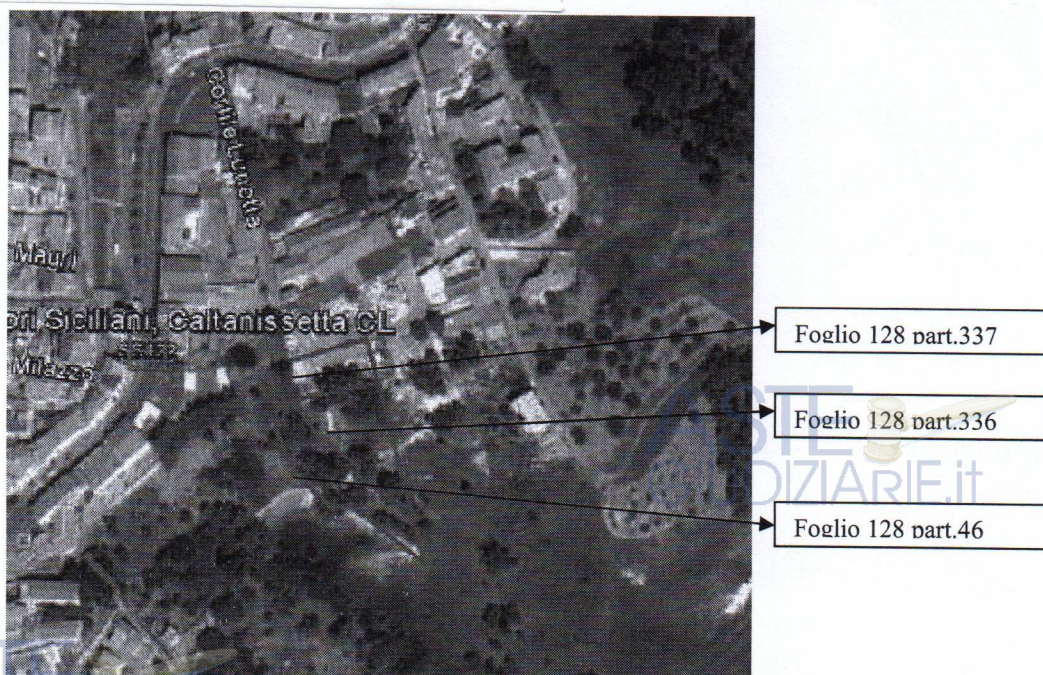 Cortile Lunetta
Magri
ori Siciliani, Caltanissetta CL
Milazzo
Foglio 128 part.337
Foglio 128 part.336
Foglio 128 part.46
ASTE
GIUDIZIARIE.it